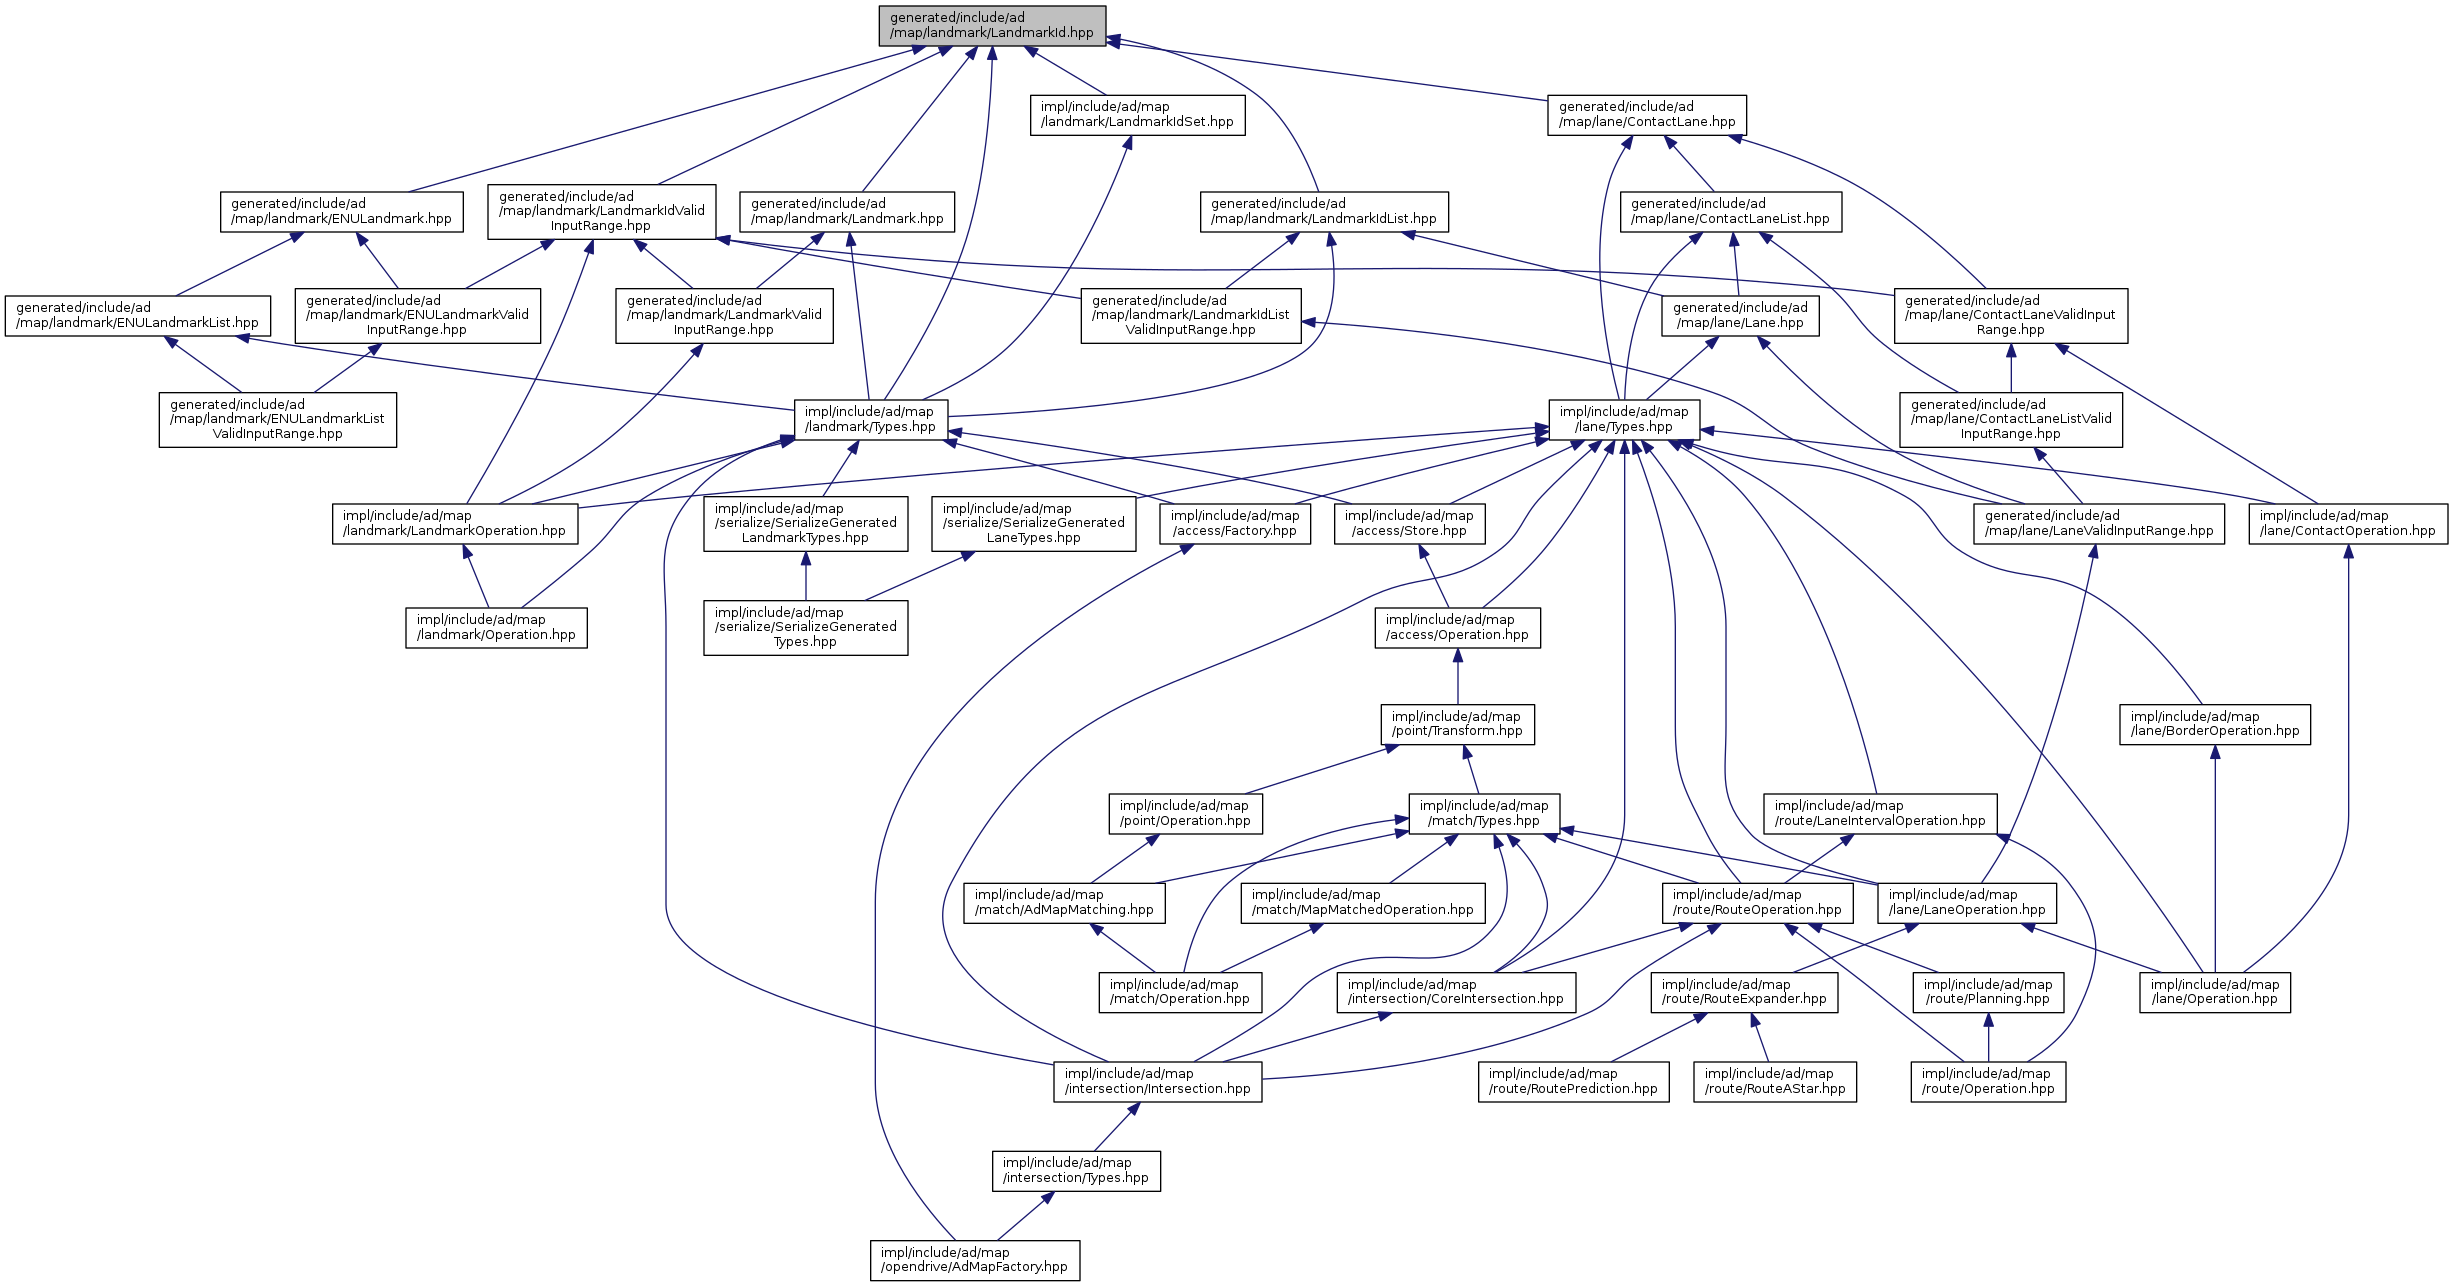 generated/include/ad
/map/landmark/LandmarkId.hpp
impl/include/ad/map
/landmark/LandmarkIdSet.hpp
generated/include/ad
/map/lane/ContactLane.hpp
generated/include/ad
/map/landmark/ENULandmark.hpp
generated/include/ad
/map/landmark/LandmarkIdValid
InputRange.hpp
generated/include/ad
/map/landmark/Landmark.hpp
generated/include/ad
/map/landmark/LandmarkIdList.hpp
generated/include/ad
/map/lane/ContactLaneList.hpp
generated/include/ad
/map/landmark/ENULandmarkList.hpp
generated/include/ad
/map/landmark/ENULandmarkValid
InputRange.hpp
generated/include/ad
/map/landmark/LandmarkValid
InputRange.hpp
generated/include/ad
/map/landmark/LandmarkIdList
ValidInputRange.hpp
generated/include/ad
/map/lane/Lane.hpp
generated/include/ad
/map/lane/ContactLaneValidInput
Range.hpp
generated/include/ad
/map/landmark/ENULandmarkList
ValidInputRange.hpp
impl/include/ad/map
/landmark/Types.hpp
impl/include/ad/map
/lane/Types.hpp
generated/include/ad
/map/lane/ContactLaneListValid
InputRange.hpp
impl/include/ad/map
/landmark/LandmarkOperation.hpp
impl/include/ad/map
/serialize/SerializeGenerated
LandmarkTypes.hpp
impl/include/ad/map
/serialize/SerializeGenerated
LaneTypes.hpp
impl/include/ad/map
/access/Factory.hpp
impl/include/ad/map
/access/Store.hpp
generated/include/ad
/map/lane/LaneValidInputRange.hpp
impl/include/ad/map
/lane/ContactOperation.hpp
impl/include/ad/map
/landmark/Operation.hpp
impl/include/ad/map
/serialize/SerializeGenerated
Types.hpp
impl/include/ad/map
/access/Operation.hpp
impl/include/ad/map
/point/Transform.hpp
impl/include/ad/map
/lane/BorderOperation.hpp
impl/include/ad/map
/point/Operation.hpp
impl/include/ad/map
/match/Types.hpp
impl/include/ad/map
/route/LaneIntervalOperation.hpp
impl/include/ad/map
/match/AdMapMatching.hpp
impl/include/ad/map
/match/MapMatchedOperation.hpp
impl/include/ad/map
/route/RouteOperation.hpp
impl/include/ad/map
/lane/LaneOperation.hpp
impl/include/ad/map
/match/Operation.hpp
impl/include/ad/map
/intersection/CoreIntersection.hpp
impl/include/ad/map
/route/RouteExpander.hpp
impl/include/ad/map
/route/Planning.hpp
impl/include/ad/map
/lane/Operation.hpp
impl/include/ad/map
/intersection/Intersection.hpp
impl/include/ad/map
/route/RoutePrediction.hpp
impl/include/ad/map
/route/RouteAStar.hpp
impl/include/ad/map
/route/Operation.hpp
impl/include/ad/map
/intersection/Types.hpp
impl/include/ad/map
/opendrive/AdMapFactory.hpp